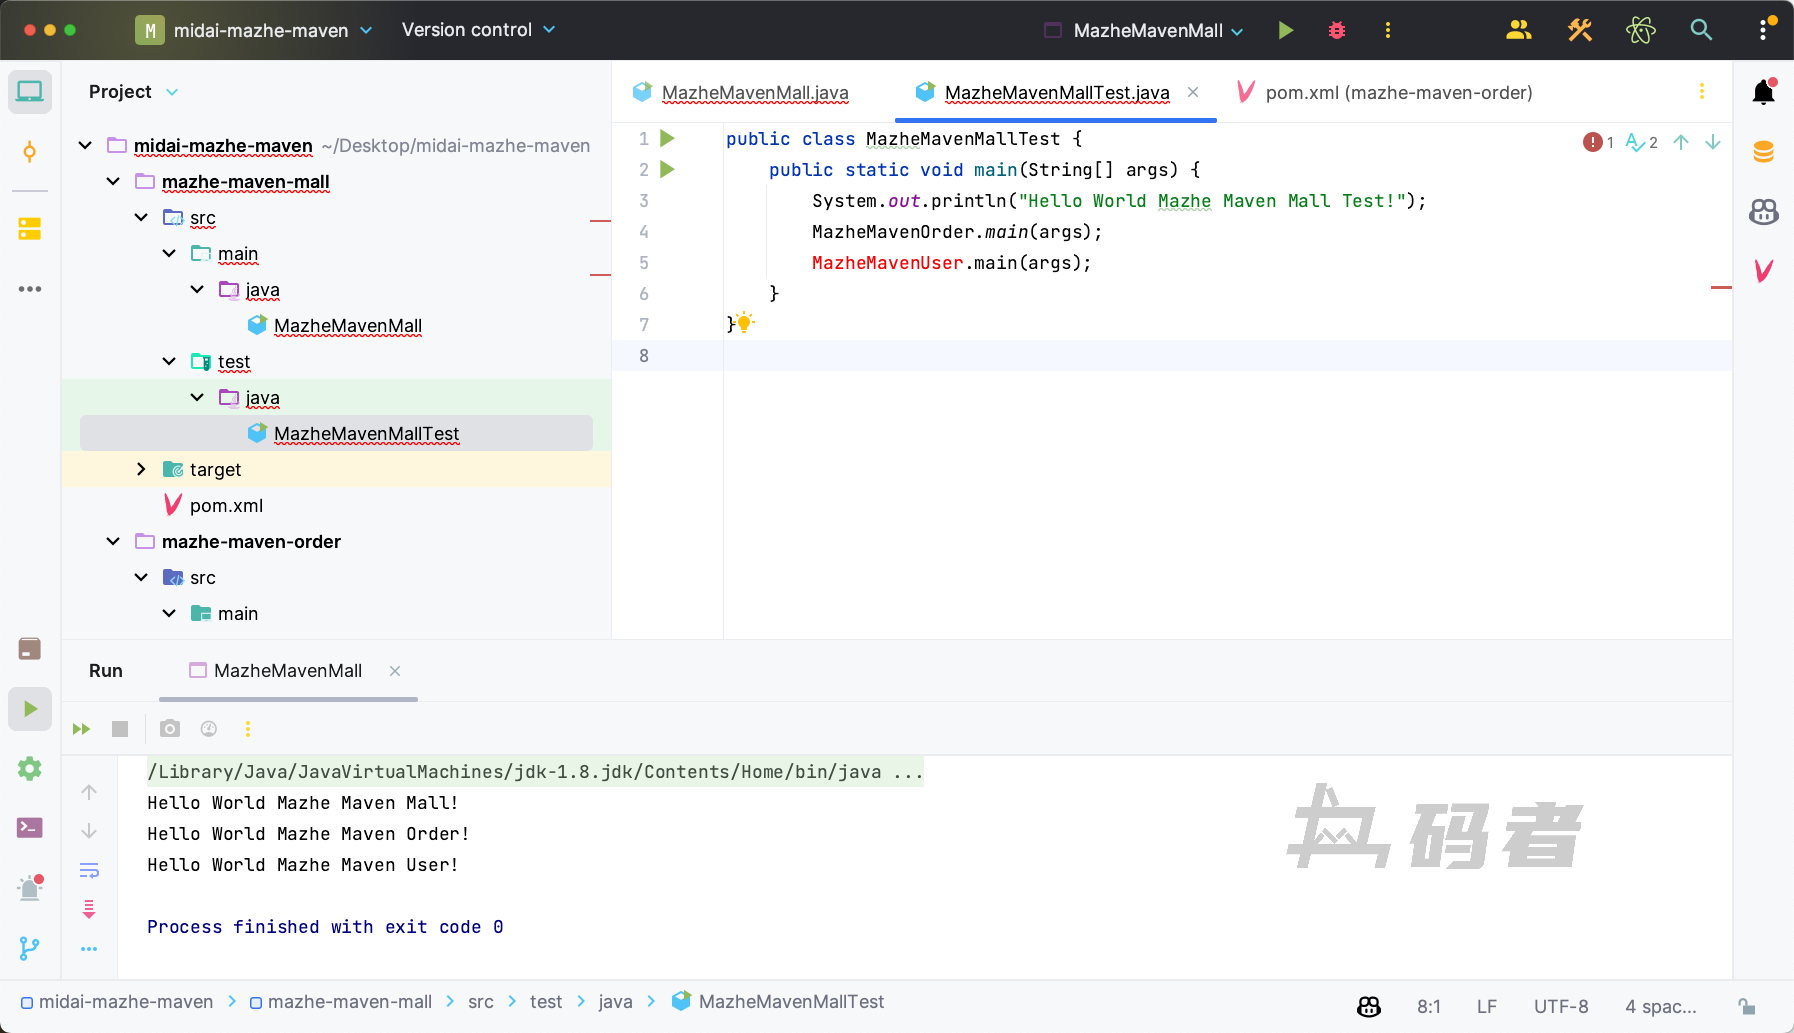 M midai-mazhe-maven Version control MazheMavenMall
Project
midai-mazhe-maven ~/Desktop/midai-mazhe-maven
mazhe-maven-mall
src
main
java
MazheMavenMall
test
java
MazheMavenMallTest
target
pom.xml
mazhe-maven-order
src
main
MazheMavenMall.java MazheMavenMallTest.java pom.xml (mazhe-maven-order)
1 public class MazheMavenMallTest {
2 public static void main(String[] args) {
3 System.out.println("Hello World Mazhe Maven Mall Test!");
4 MazheMavenOrder.main(args);
5 MazheMavenUser.main(args);
6 }
7 }
8
1 2
Run MazheMavenMall
/Library/Java/JavaVirtualMachines/jdk-1.8.jdk/Contents/Home/bin/java ...
Hello World Mazhe Maven Mall!
Hello World Mazhe Maven Order!
Hello World Mazhe Maven User!
Process finished with exit code 0
码者
midai-mazhe-maven > mazhe-maven-mall > src > test > java > MazheMavenMallTest
8:1 LF UTF-8 4 spac...